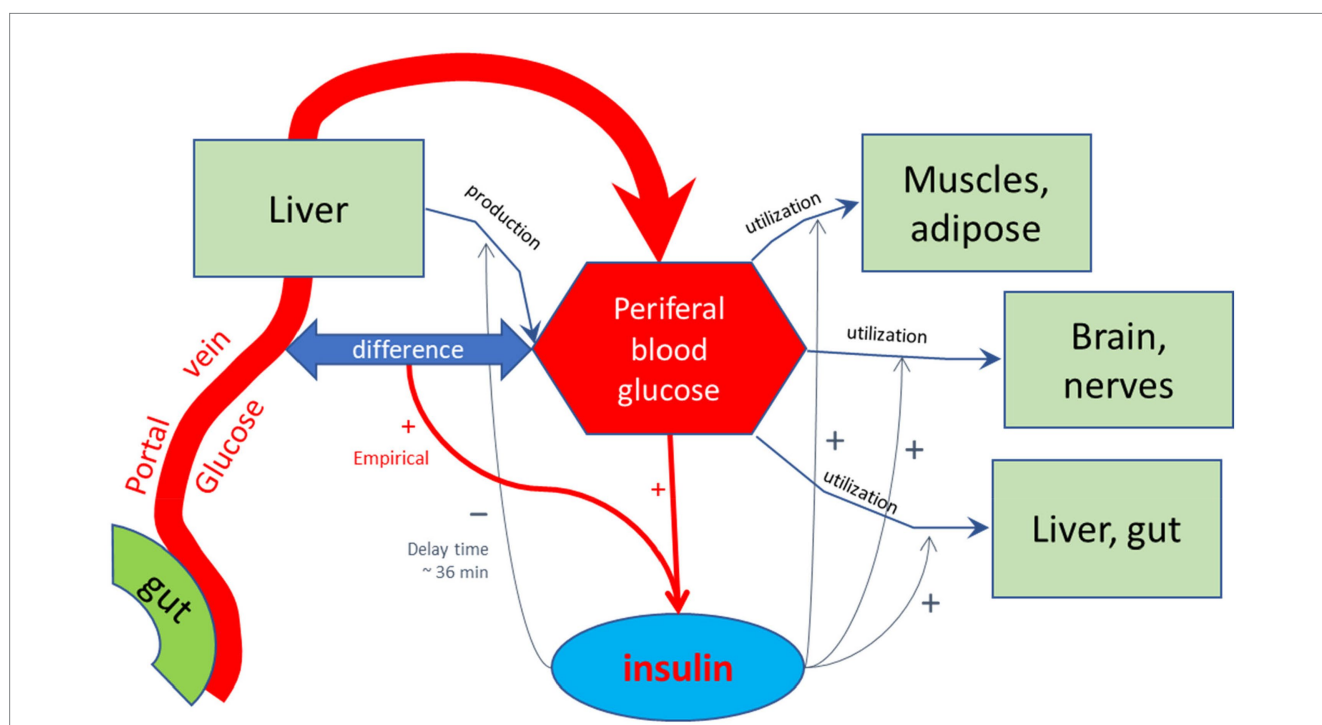 Liver
production
utilization
Muscles,
adipose
Periferal
blood
glucose
difference
utilization
Brain,
nerves
Portal vein
Glucose
+
Empirical
+
+
+
utilization
Liver, gut
−
Delay time
~ 36 min
+
gut
insulin